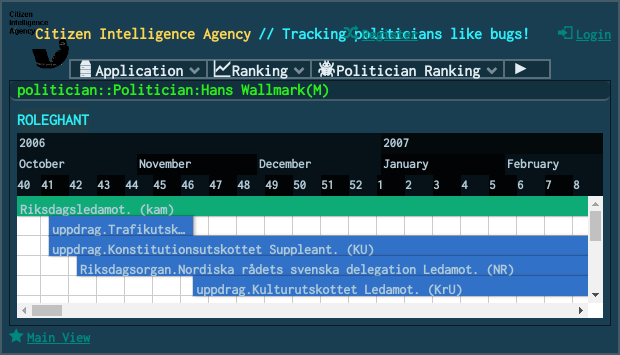 Citizen
Intelligence
Agency
Citizen Intelligence Agency // Tracking politicians like bugs!
Register
Login
Application
Ranking
Politician Ranking
politician::Politician:Hans Wallmark(M)
ROLEGHANT
2006 2007
October November December January February
40 41 42 43 44 45 46 47 48 49 50 51 52 1 2 3 4 5 6 7 8
Riksdagsledamot. (kam)
uppdrag.Trafikutsk…
uppdrag.Konstitutionsutskottet Suppleant. (KU)
Riksdagsorgan.Nordiska rådets svenska delegation Ledamot. (NR)
uppdrag.Kulturutskottet Ledamot. (KrU)
Main View